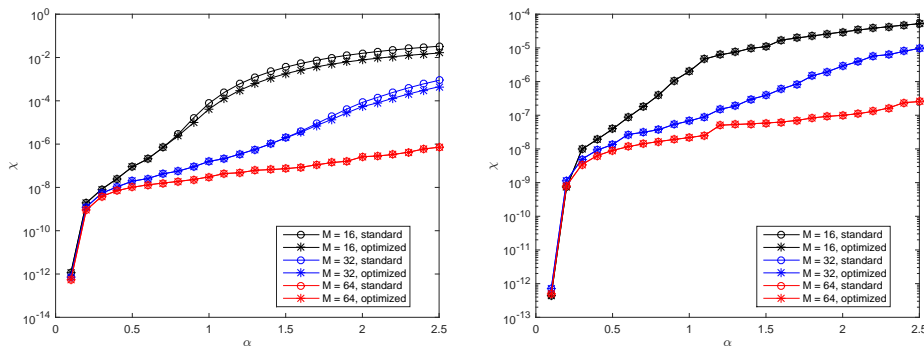 10^0
10^-2
10^-4
10^-6
10^-8
10^-10
10^-12
10^-14
χ
0 0.5 1 1.5 2 2.5
α
M = 16, standard
M = 16, optimized
M = 32, standard
M = 32, optimized
M = 64, standard
M = 64, optimized
10^-4
10^-5
10^-6
10^-7
10^-8
10^-9
10^-10
10^-11
10^-12
10^-13
χ
0 0.5 1 1.5 2 2.5
α
M = 16, standard
M = 16, optimized
M = 32, standard
M = 32, optimized
M = 64, standard
M = 64, optimized